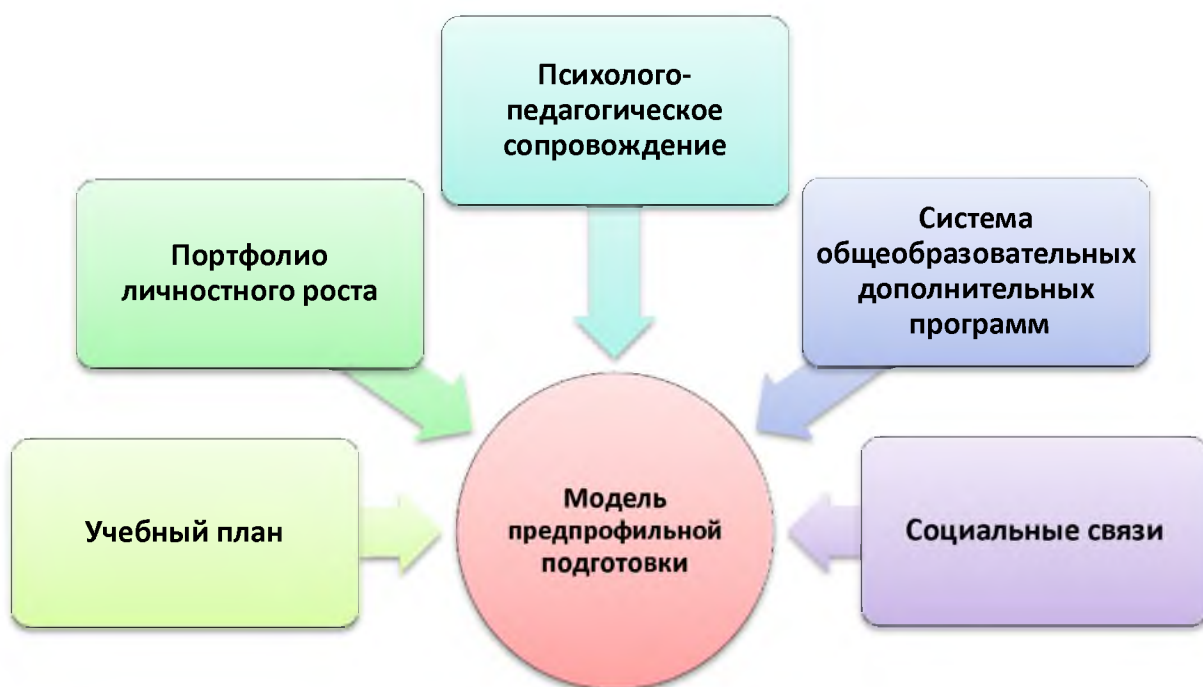 Психолого-
педагогическое
сопровождение
Портфолио
личностного роста
Система
общеобразовательных
дополнительных
программ
Учебный план
Модель
предпрофильной
подготовки
Социальные связи